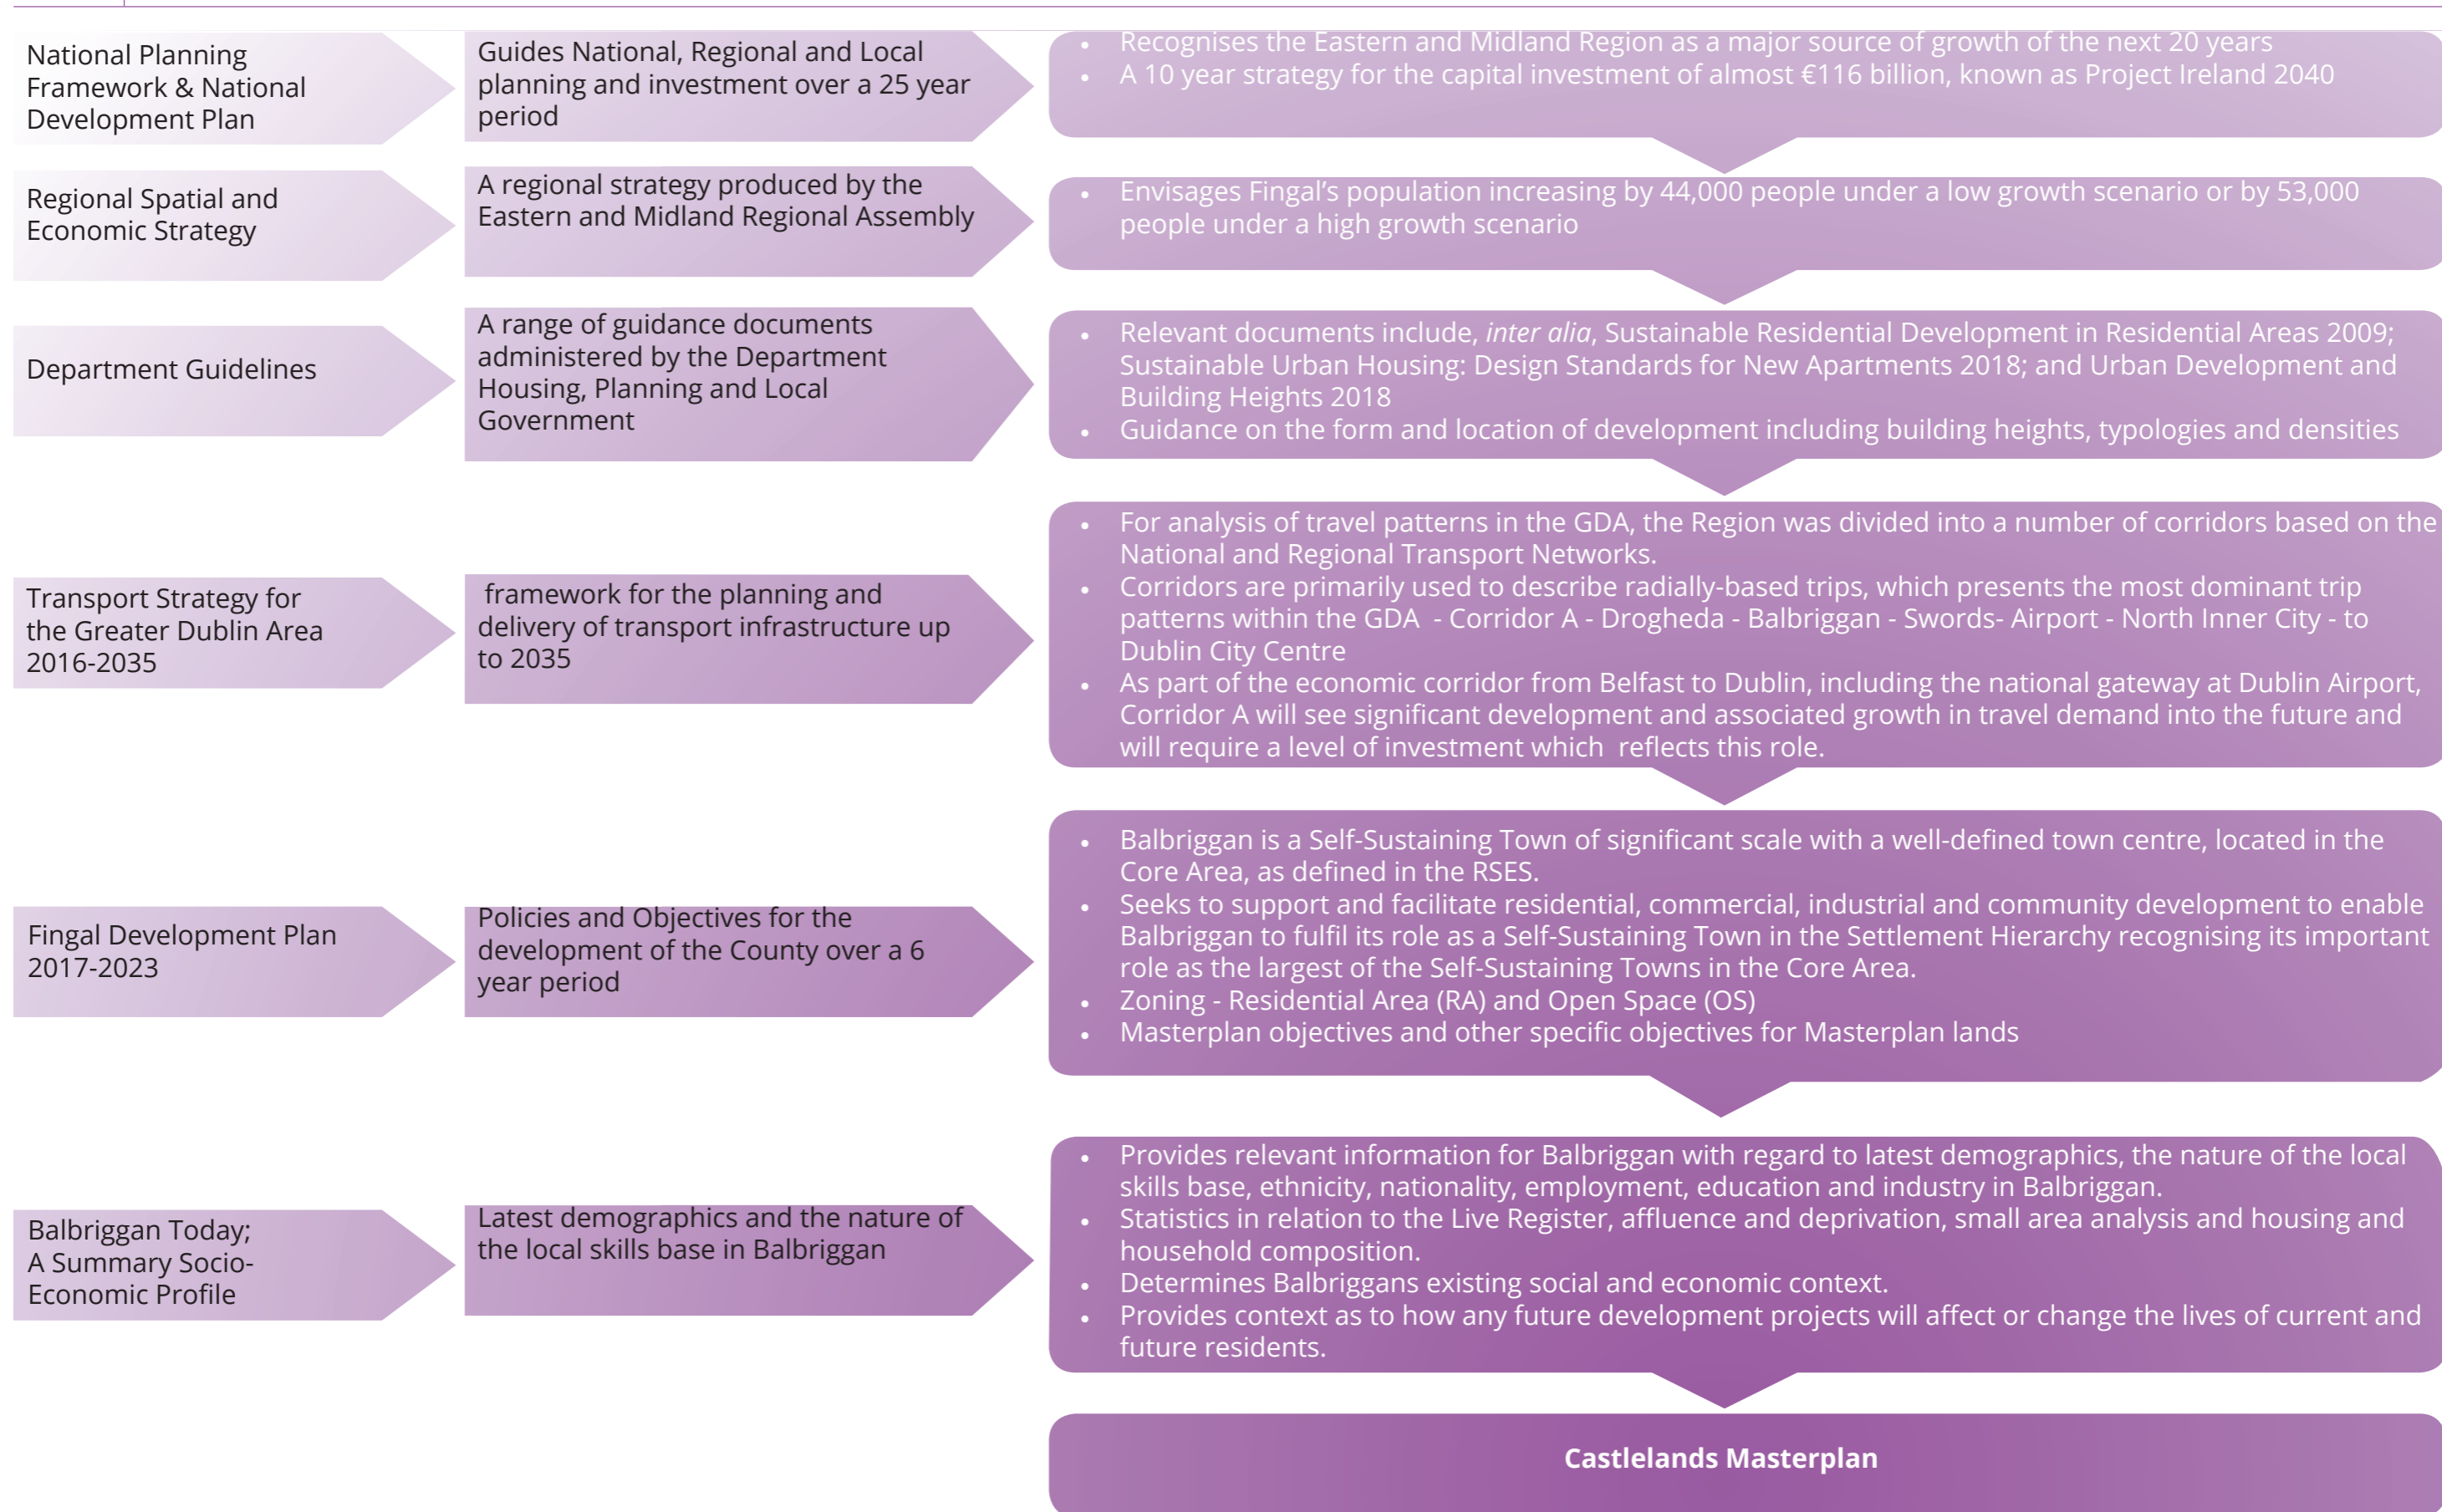 National Planning
Framework & National
Development Plan
Guides National, Regional and Local
planning and investment over a 25 year
period
• Recognises the Eastern and Midland Region as a major source of growth of the next 20 years
• A 10 year strategy for the capital investment of almost €116 billion, known as Project Ireland 2040
Regional Spatial and
Economic Strategy
A regional strategy produced by the
Eastern and Midland Regional Assembly
• Envisages Fingal’s population increasing by 44,000 people under a low growth scenario or by 53,000
people under a high growth scenario
Department Guidelines
A range of guidance documents
administered by the Department
Housing, Planning and Local
Government
• Relevant documents include, inter alia, Sustainable Residential Development in Residential Areas 2009;
Sustainable Urban Housing: Design Standards for New Apartments 2018; and Urban Development and
Building Heights 2018
• Guidance on the form and location of development including building heights, typologies and densities
Transport Strategy for
the Greater Dublin Area
2016-2035
framework for the planning and
delivery of transport infrastructure up
to 2035
• For analysis of travel patterns in the GDA, the Region was divided into a number of corridors based on the
National and Regional Transport Networks.
• Corridors are primarily used to describe radially-based trips, which presents the most dominant trip
patterns within the GDA - Corridor A - Drogheda - Balbriggan - Swords- Airport - North Inner City - to
Dublin City Centre
• As part of the economic corridor from Belfast to Dublin, including the national gateway at Dublin Airport,
Corridor A will see significant development and associated growth in travel demand into the future and
will require a level of investment which reflects this role.
Fingal Development Plan
2017-2023
Policies and Objectives for the
development of the County over a 6
year period
• Balbriggan is a Self-Sustaining Town of significant scale with a well-defined town centre, located in the
Core Area, as defined in the RSES.
• Seeks to support and facilitate residential, commercial, industrial and community development to enable
Balbriggan to fulfil its role as a Self-Sustaining Town in the Settlement Hierarchy recognising its important
role as the largest of the Self-Sustaining Towns in the Core Area.
• Zoning - Residential Area (RA) and Open Space (OS)
• Masterplan objectives and other specific objectives for Masterplan lands
Balbriggan Today;
A Summary Socio-
Economic Profile
Latest demographics and the nature of
the local skills base in Balbriggan
• Provides relevant information for Balbriggan with regard to latest demographics, the nature of the local
skills base, ethnicity, nationality, employment, education and industry in Balbriggan.
• Statistics in relation to the Live Register, affluence and deprivation, small area analysis and housing and
household composition.
• Determines Balbriggans existing social and economic context.
• Provides context as to how any future development projects will affect or change the lives of current and
future residents.
Castlelands Masterplan